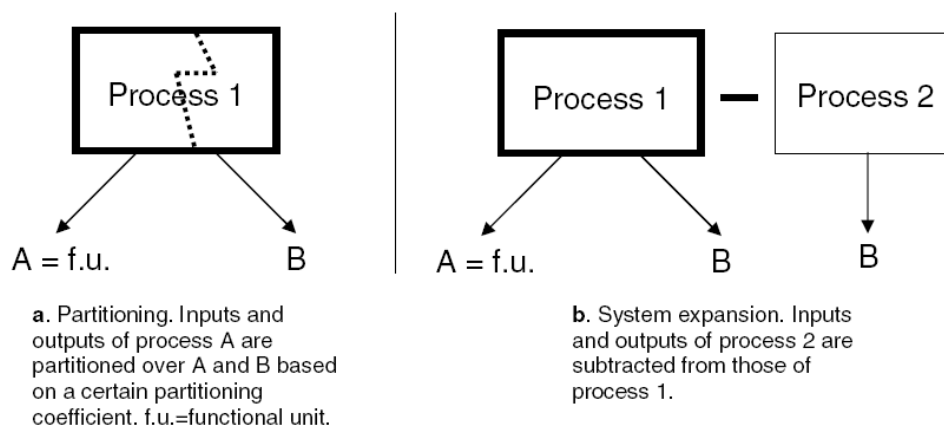 Process 1
A = f.u.
B
a. Partitioning. Inputs and
outputs of process A are
partitioned over A and B based
on a certain partitioning
coefficient. f.u.=functional unit.
Process 1
Process 2
A = f.u.
B
B
b. System expansion. Inputs
and outputs of process 2 are
subtracted from those of
process 1.